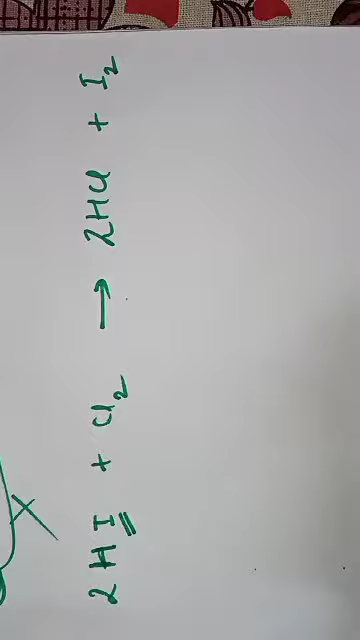 2HI + Cl₂ → 2HCl + I₂